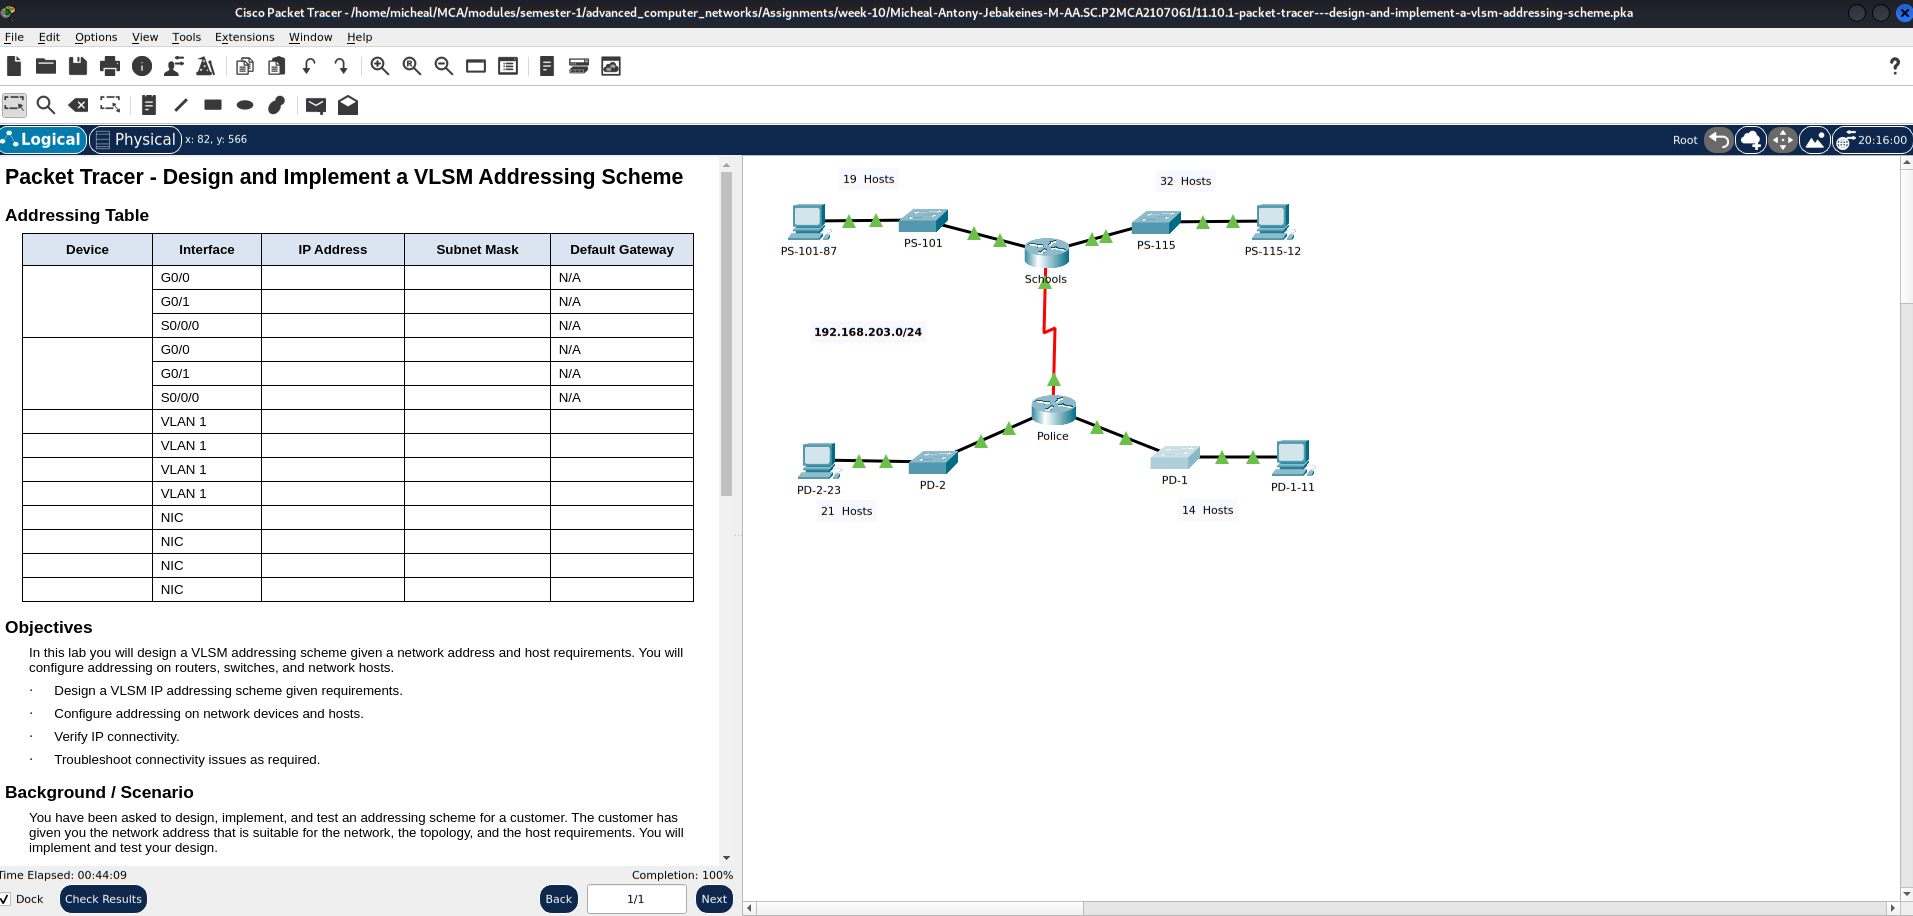 Cisco Packet Tracer - /home/micheal/MCA/modules/semester-1/advanced_computer_networks/Assignments/week-10/Micheal-Antony-Jebakeines-M-AA.SC.P2MCA2107061/11.10.1-packet-tracer---design-and-implement-a-vlsm-addressing-scheme.pka
File Edit Options View Tools Extensions Window Help
?
Logical Physical x: 82, y: 566 Root 20:16:00
Packet Tracer - Design and Implement a VLSM Addressing Scheme
Addressing Table
Device Interface IP Address Subnet Mask Default Gateway
G0/0 N/A
G0/1 N/A
S0/0/0 N/A
G0/0 N/A
G0/1 N/A
S0/0/0 N/A
VLAN 1
VLAN 1
VLAN 1
VLAN 1
NIC
NIC
NIC
NIC
Objectives
In this lab you will design a VLSM addressing scheme given a network address and host requirements. You will
configure addressing on routers, switches, and network hosts.
· Design a VLSM IP addressing scheme given requirements.
· Configure addressing on network devices and hosts.
· Verify IP connectivity.
· Troubleshoot connectivity issues as required.
Background / Scenario
You have been asked to design, implement, and test an addressing scheme for a customer. The customer has
given you the network address that is suitable for the network, the topology, and the host requirements. You will
implement and test your design.
Time Elapsed: 00:44:09 Completion: 100%
Dock Check Results Back 1/1 Next
19 Hosts
32 Hosts
PS-101-87
PS-101
PS-115
PS-115-12
Schools
192.168.203.0/24
Police
PD-2-23
PD-2
PD-1
PD-1-11
21 Hosts
14 Hosts